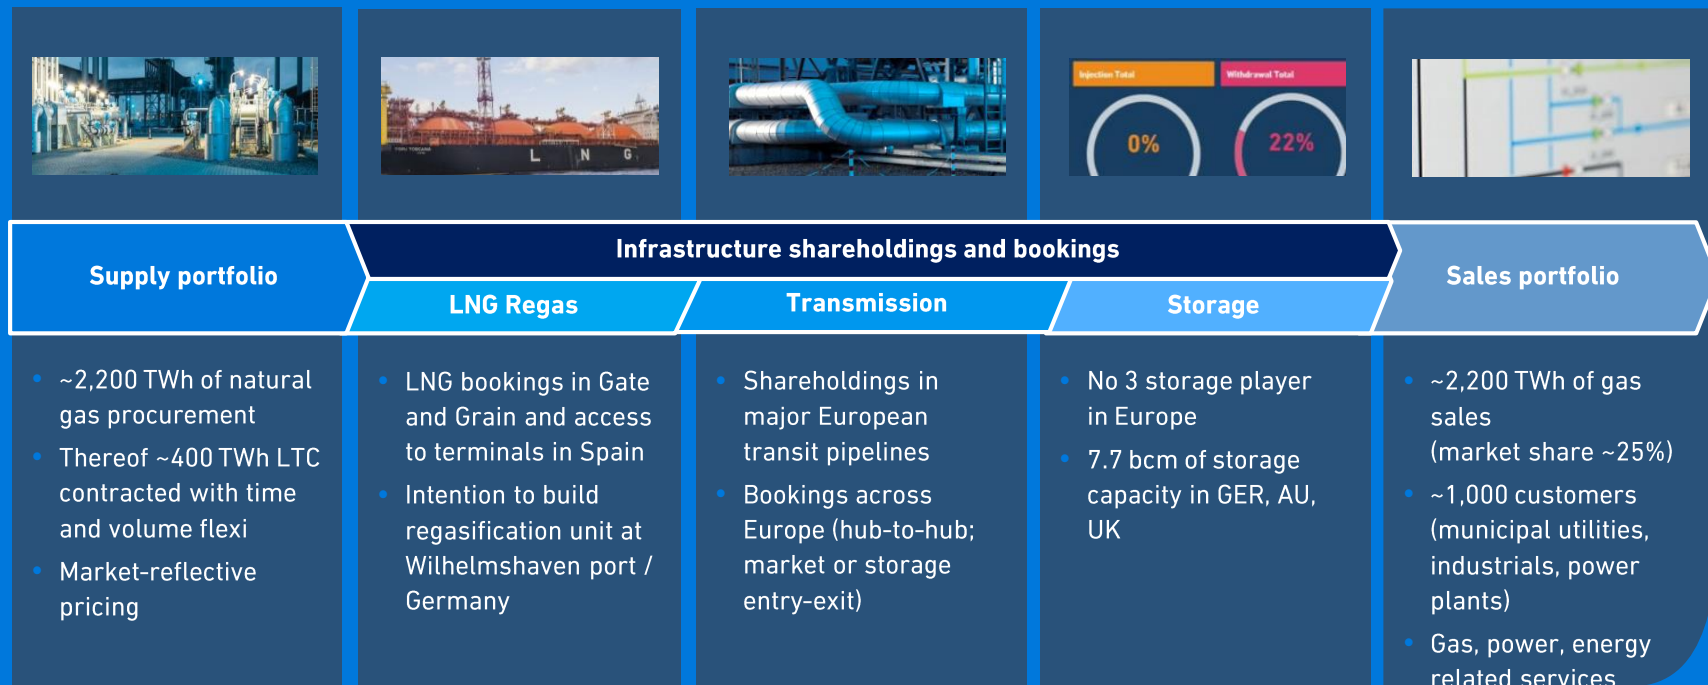 Injection Total
Withdrawal Total
0%
22%
L N G
Supply portfolio
Infrastructure shareholdings and bookings
LNG Regas
Transmission
Storage
Sales portfolio
• ~2,200 TWh of natural
gas procurement
• Thereof ~400 TWh LTC
contracted with time
and volume flexi
• Market-reflective
pricing
• LNG bookings in Gate
and Grain and access
to terminals in Spain
• Intention to build
regasification unit at
Wilhelmshaven port /
Germany
• Shareholdings in
major European
transit pipelines
• Bookings across
Europe (hub-to-hub;
market or storage
entry-exit)
• No 3 storage player
in Europe
• 7.7 bcm of storage
capacity in GER, AU,
UK
• ~2,200 TWh of gas
sales
(market share ~25%)
• ~1,000 customers
(municipal utilities,
industrials, power
plants)
• Gas, power, energy
related services